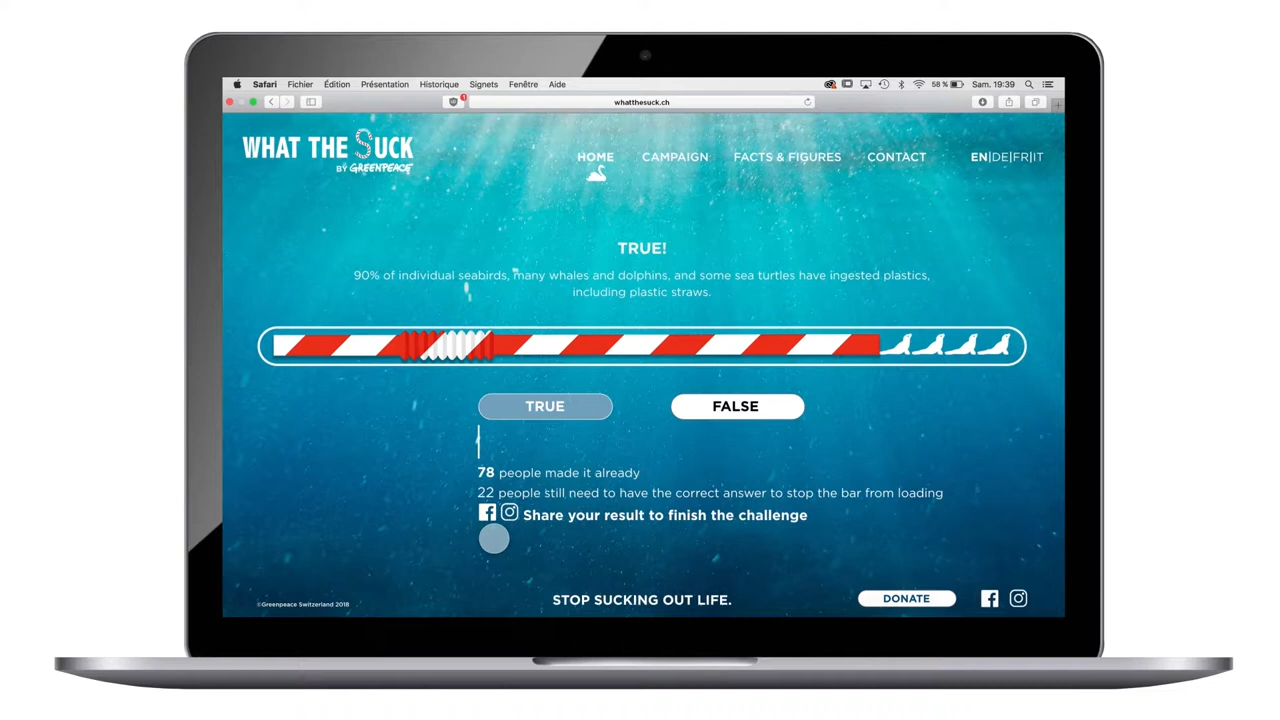 Safari Fichier Édition Présentation Historique Signets Fenêtre Aide 58 % Sam. 19:39
whatthesuck.ch
WHAT THE SUCK
BY GREENPEACE
HOME CAMPAIGN FACTS & FIGURES CONTACT EN|DE|FR|IT
TRUE!
90% of individual seabirds, many whales and dolphins, and some sea turtles have ingested plastics,
including plastic straws.
TRUE FALSE
78 people made it already
22 people still need to have the correct answer to stop the bar from loading
Share your result to finish the challenge
©Greenpeace Switzerland 2018
STOP SUCKING OUT LIFE.
DONATE